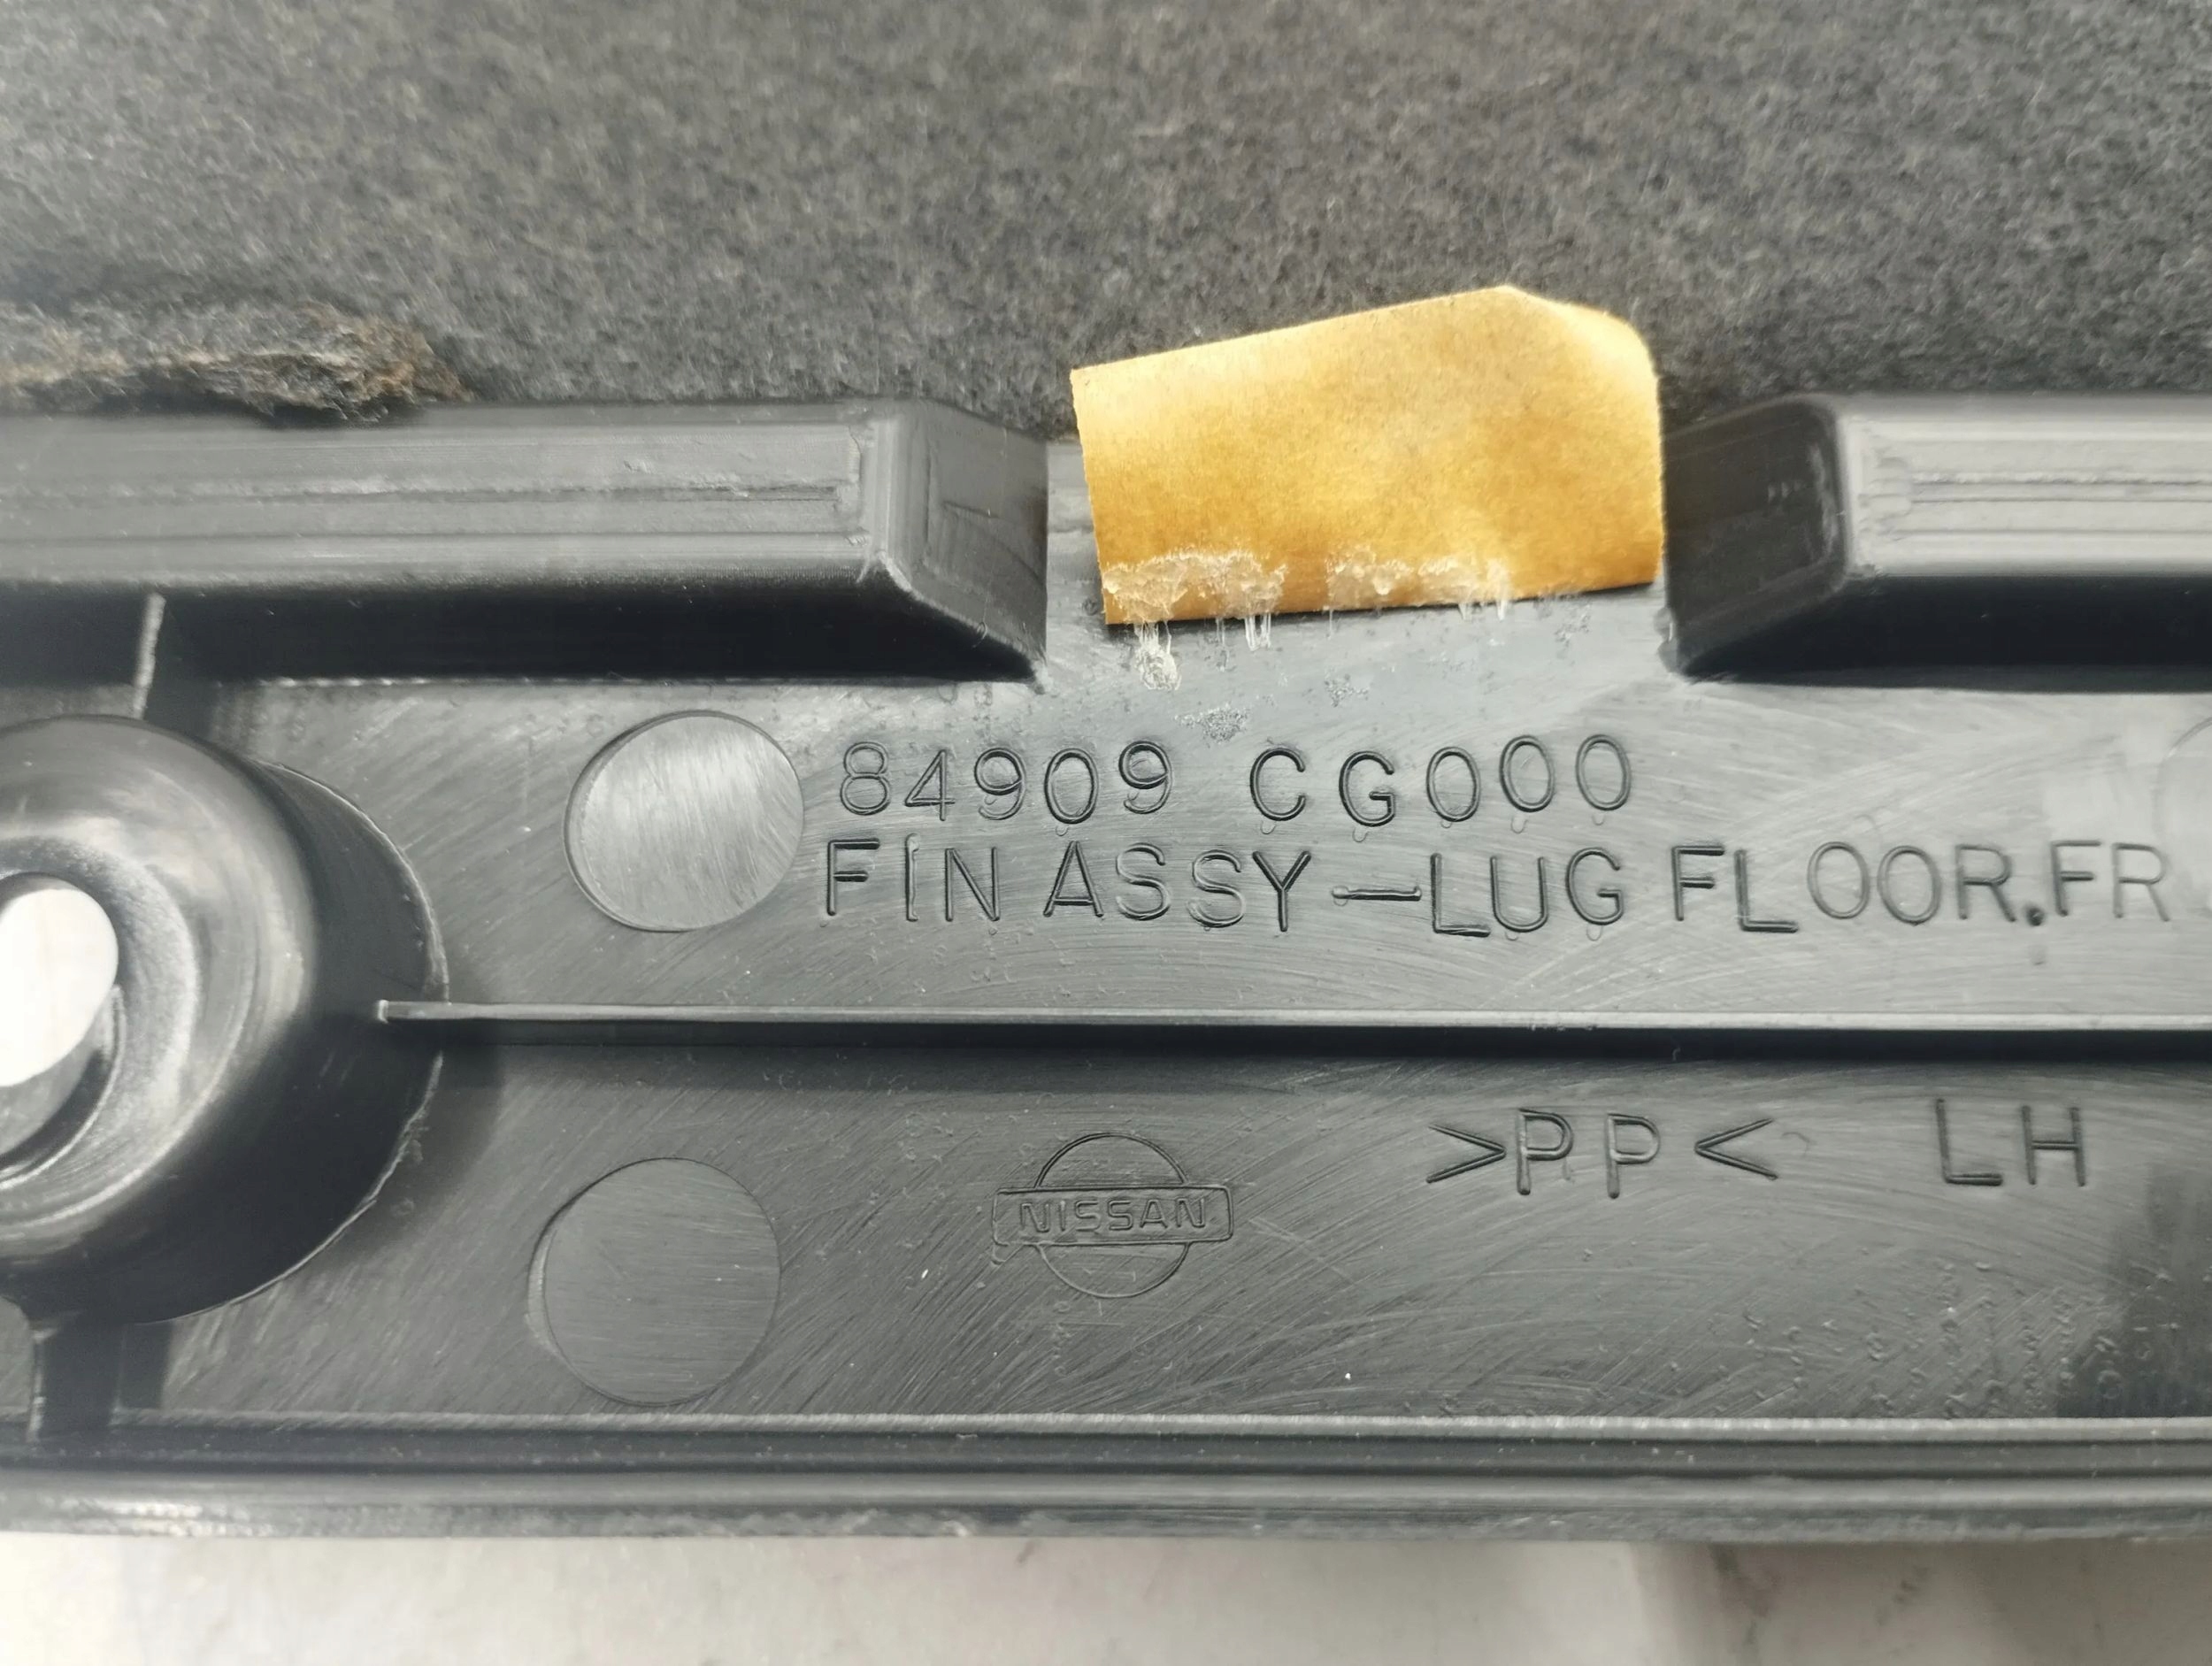 84909 CG000
FIN ASSY—LUG FLOOR.FR
>PP< LH
NISSAN